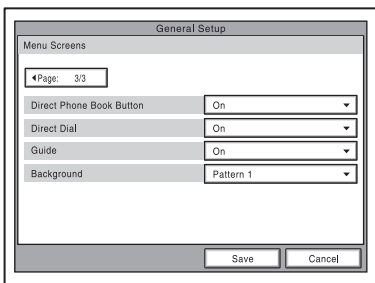 General Setup
Menu Screens
◀Page: 3/3
Direct Phone Book Button On ▼
Direct Dial On ▼
Guide On ▼
Background Pattern 1 ▼
Save Cancel